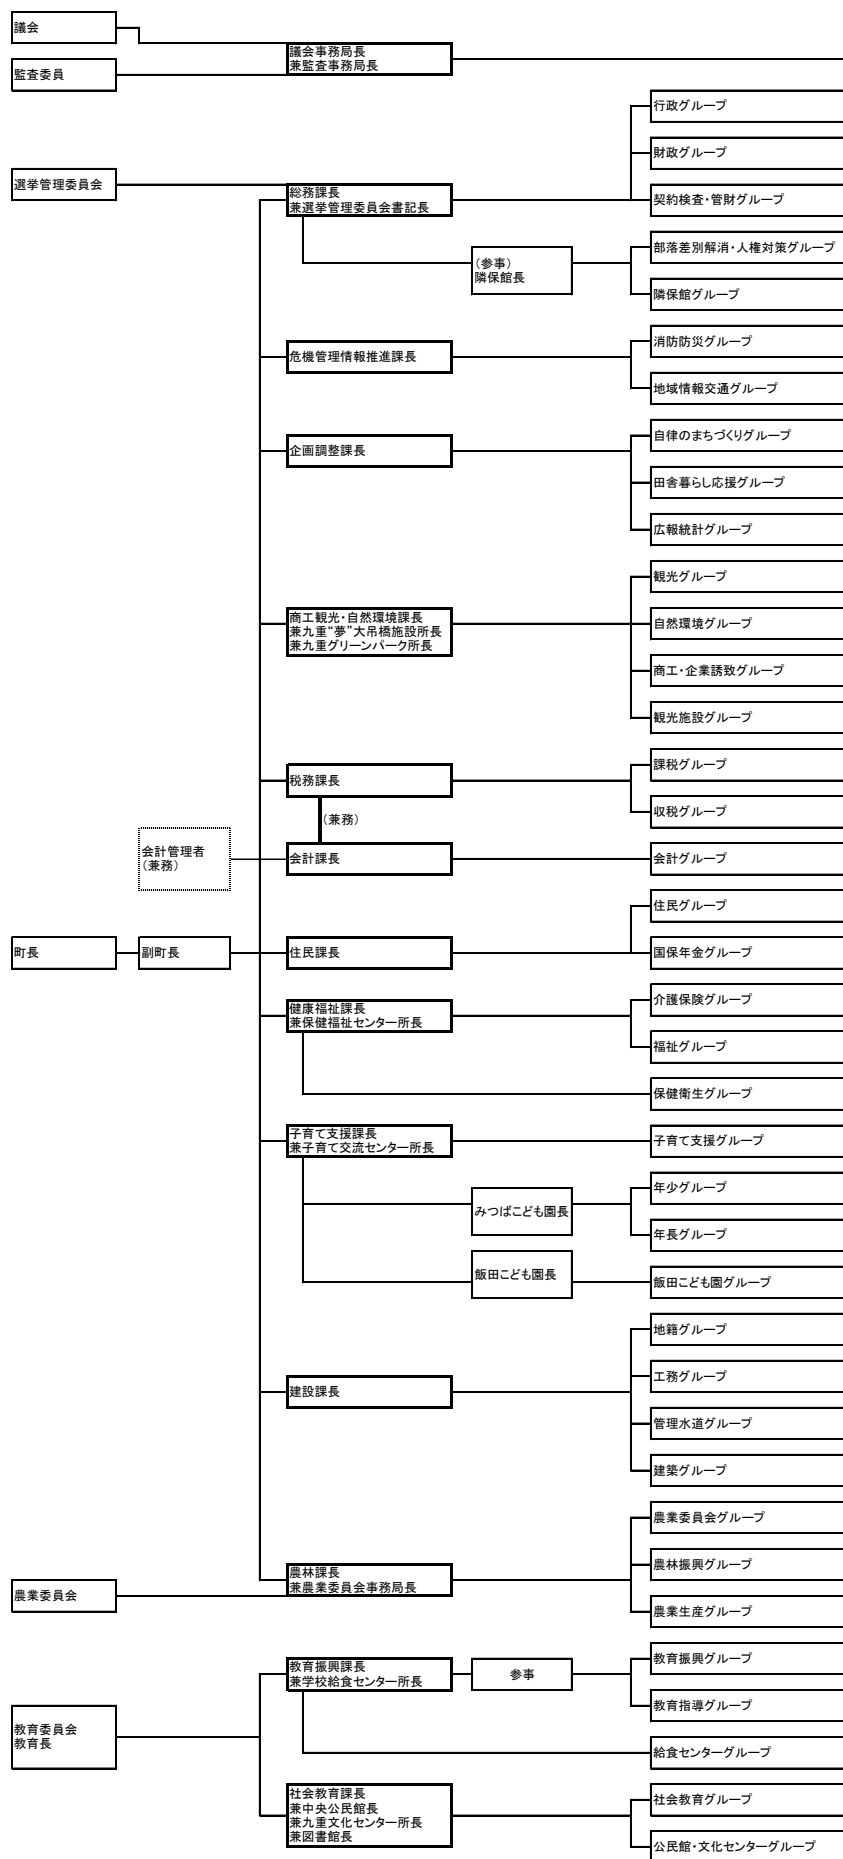 議会
議会事務局長
兼監査事務局長
監査委員
行政グループ
財政グループ
選挙管理委員会
総務課長
兼選挙管理委員会書記長
契約検査・管財グループ
(参事)
隣保館長
部落差別解消・人権対策グループ
隣保館グループ
危機管理情報推進課長
消防防災グループ
地域情報交通グループ
企画調整課長
自律のまちづくりグループ
田舎暮らし応援グループ
広報統計グループ
商工観光・自然環境課長
兼九重“夢”大吊橋施設所長
兼九重グリーンパーク所長
観光グループ
自然環境グループ
商工・企業誘致グループ
観光施設グループ
税務課長
課税グループ
収税グループ
(兼務)
会計管理者
(兼務)
会計課長
会計グループ
町長
副町長
住民課長
住民グループ
国保年金グループ
健康福祉課長
兼保健福祉センター所長
介護保険グループ
福祉グループ
保健衛生グループ
子育て支援課長
兼子育て交流センター所長
子育て支援グループ
みつばこども園長
年少グループ
年長グループ
飯田こども園長
飯田こども園グループ
建設課長
地籍グループ
工務グループ
管理水道グループ
建築グループ
農業委員会
農林課長
兼農業委員会事務局長
農業委員会グループ
農林振興グループ
農業生産グループ
教育委員会
教育長
教育振興課長
兼学校給食センター所長
参事
教育振興グループ
教育指導グループ
給食センターグループ
社会教育課長
兼中央公民館長
兼九重文化センター所長
兼図書館長
社会教育グループ
公民館・文化センターグループ